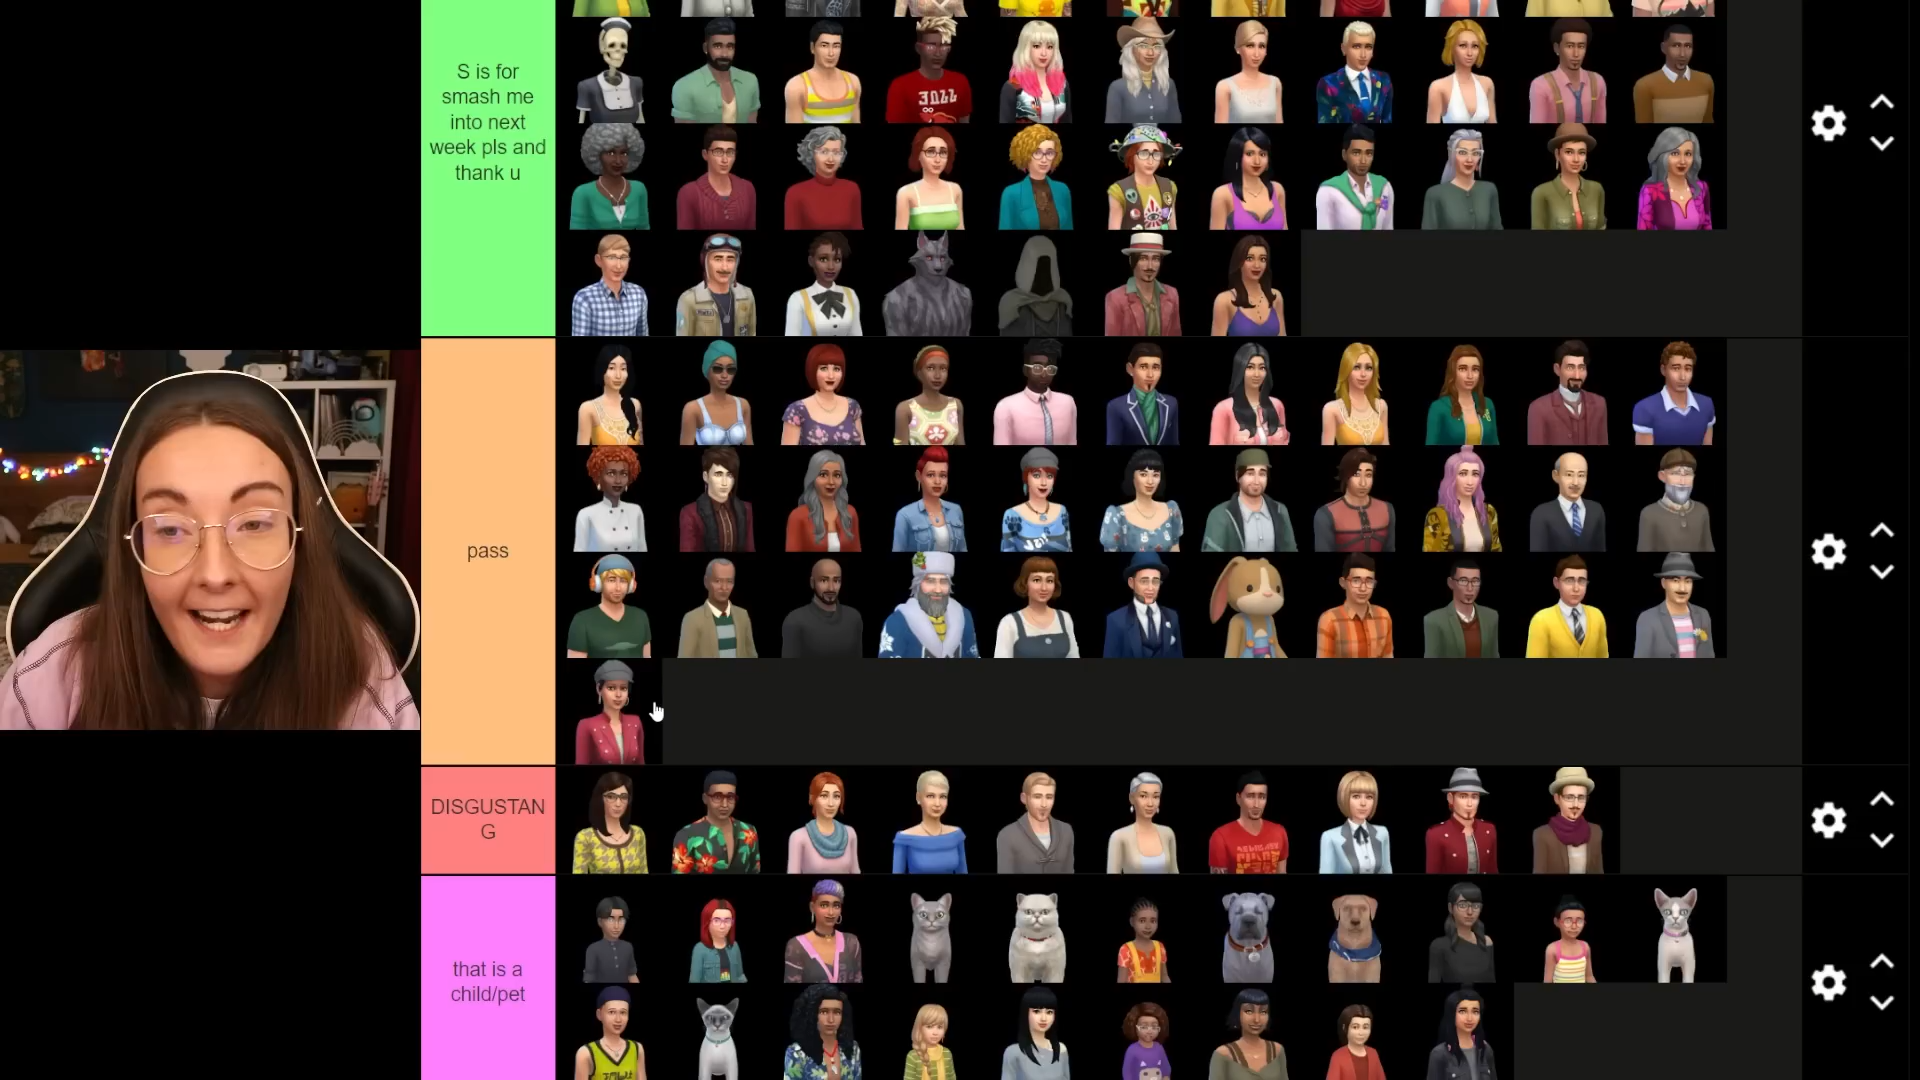 S is for
smash me
into next
week pls and
thank u
pass
DISGUSTAN
G
that is a
child/pet